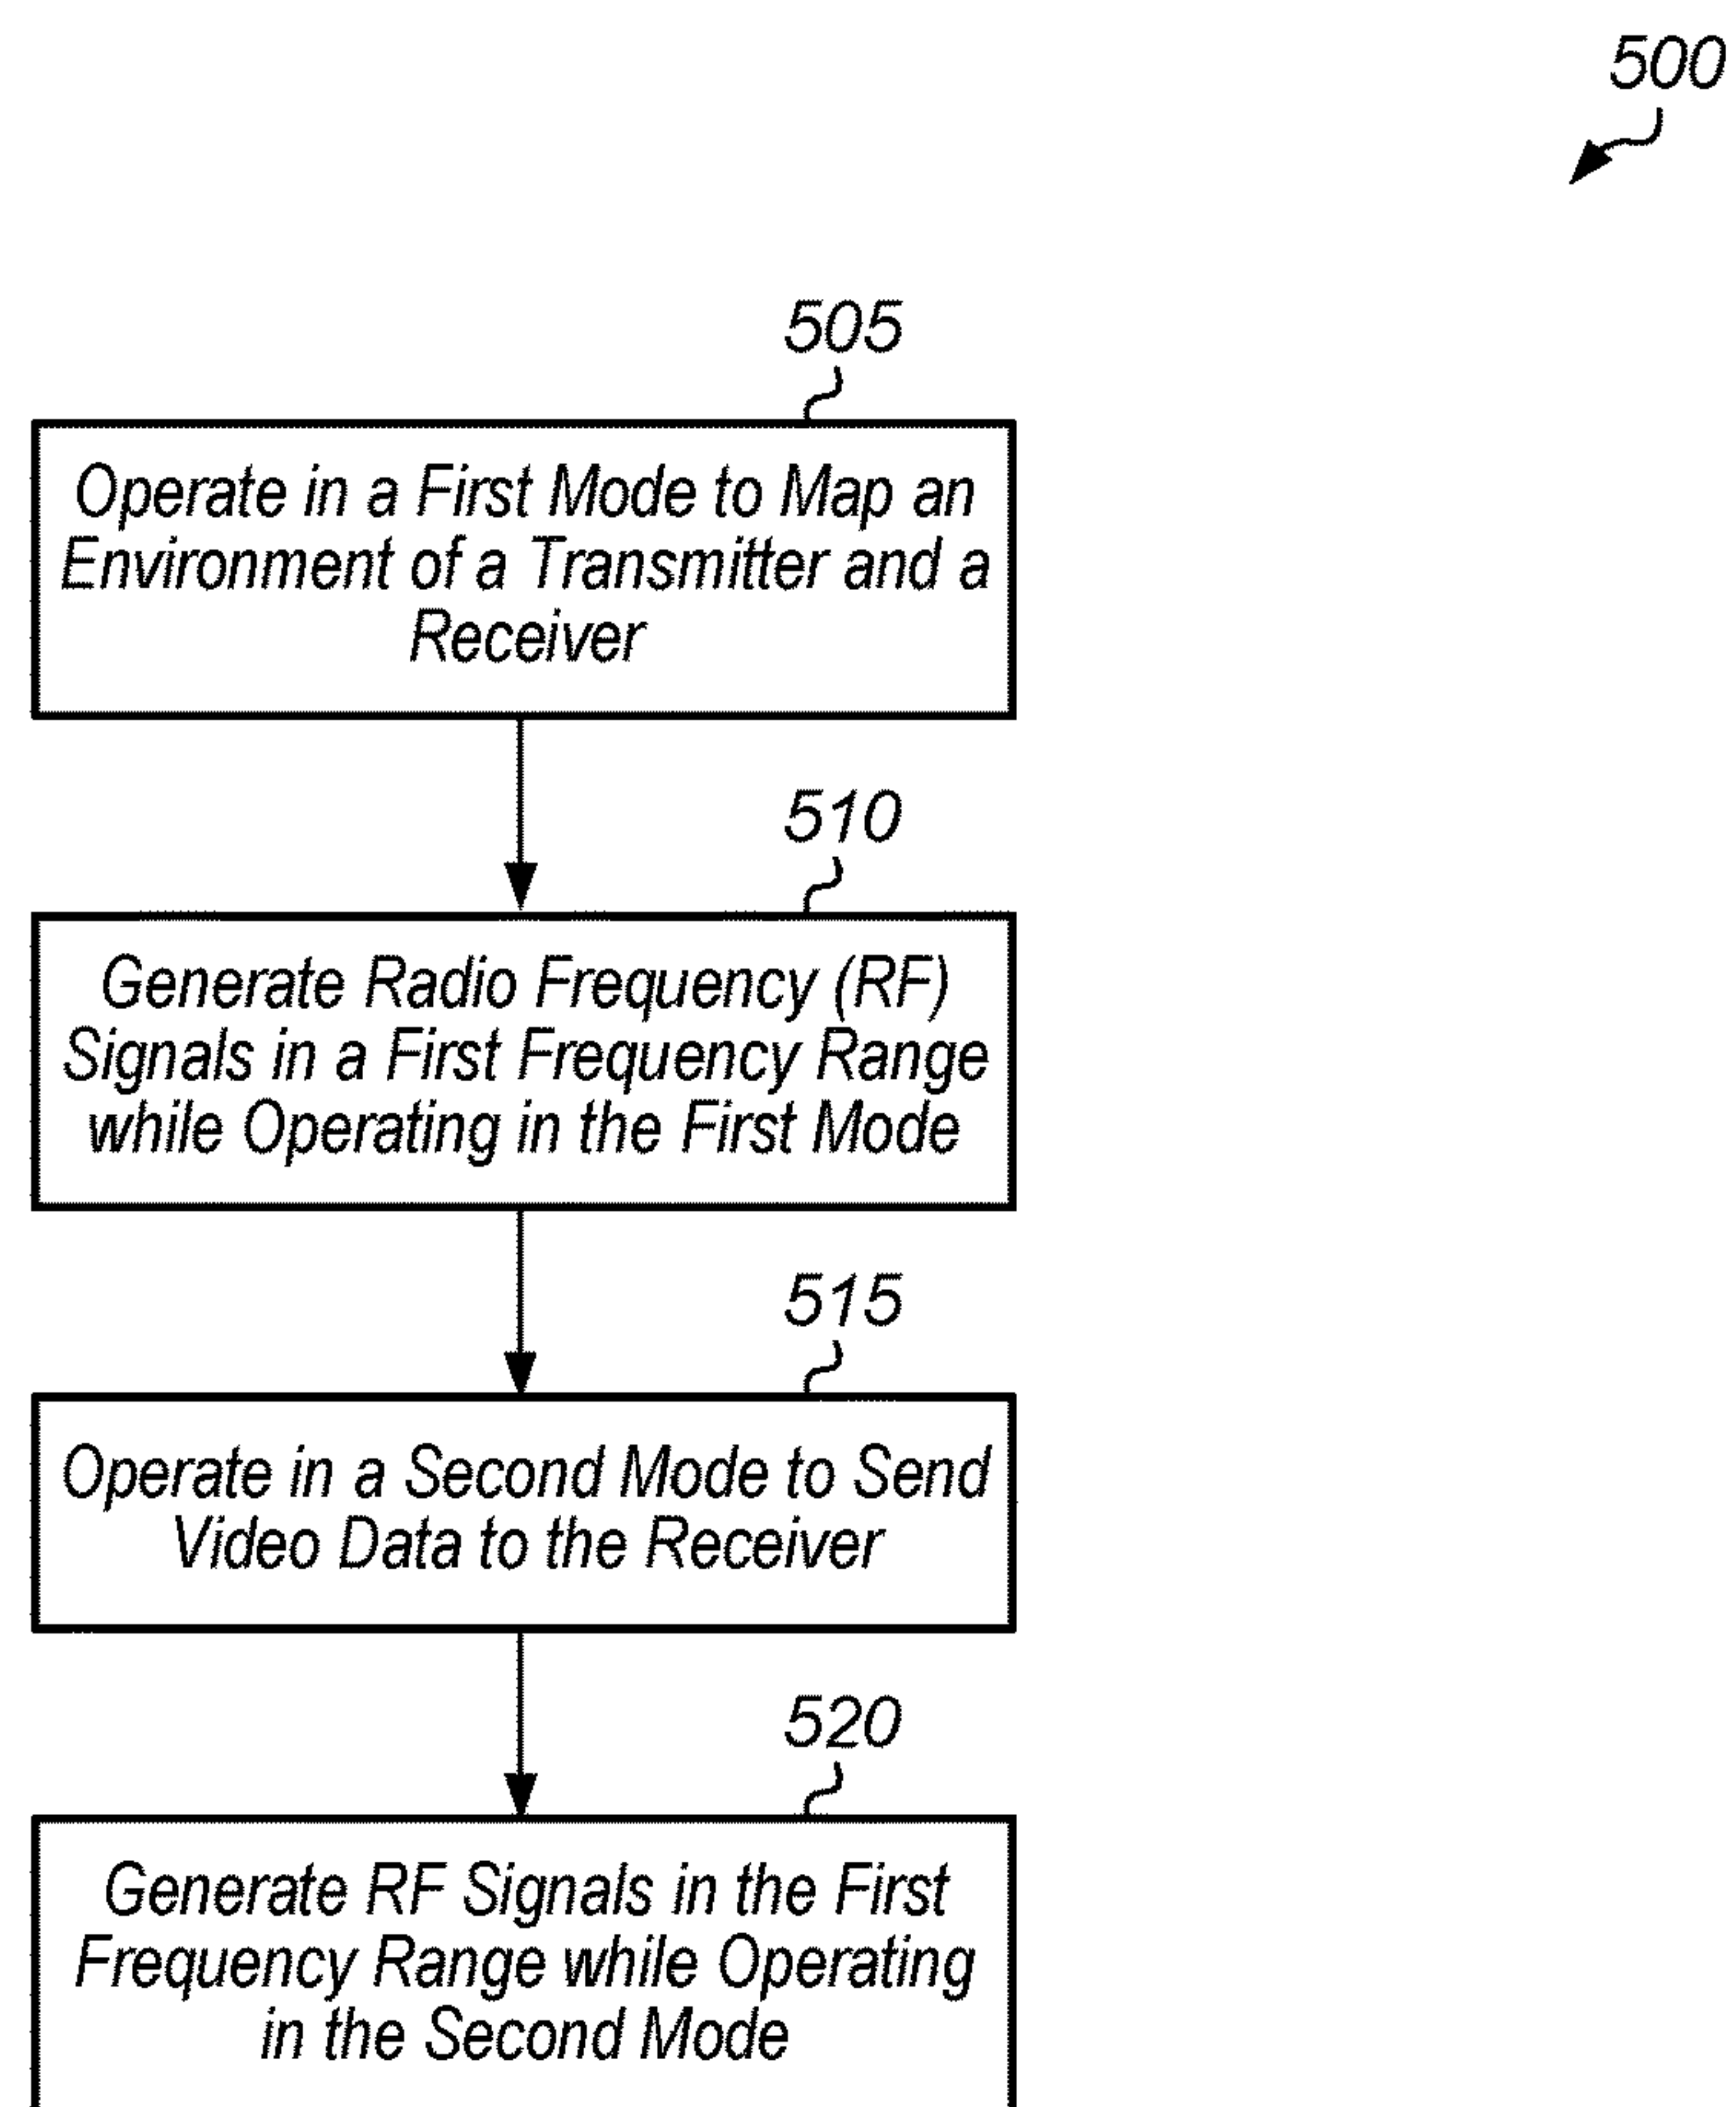 500
505
Operate in a First Mode to Map an
Environment of a Transmitter and a
Receiver
510
Generate Radio Frequency (RF)
Signals in a First Frequency Range
while Operating in the First Mode
515
Operate in a Second Mode to Send
Video Data to the Receiver
520
Generate RF Signals in the First
Frequency Range while Operating
in the Second Mode